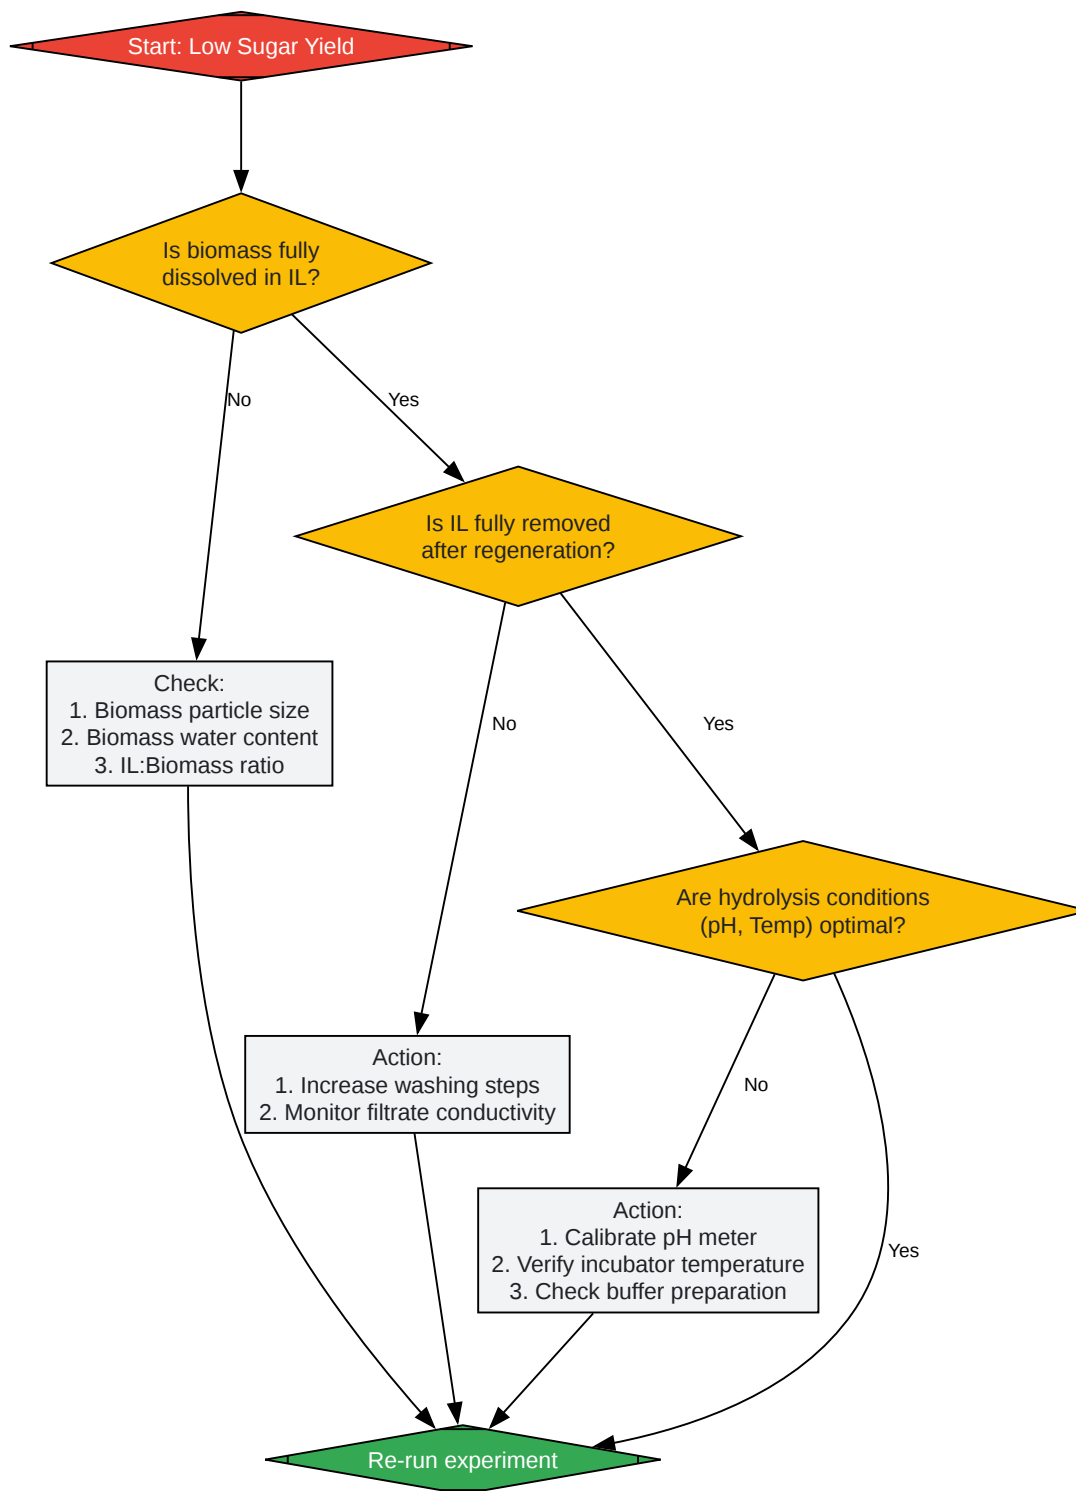 Start: Low Sugar Yield
Is biomass fully
dissolved in IL?
No
Yes
Is IL fully removed
after regeneration?
Check:
1. Biomass particle size
2. Biomass water content
3. IL:Biomass ratio
No
Yes
Are hydrolysis conditions
(pH, Temp) optimal?
Action:
1. Increase washing steps
2. Monitor filtrate conductivity
No
Action:
1. Calibrate pH meter
2. Verify incubator temperature
3. Check buffer preparation
Yes
Re-run experiment